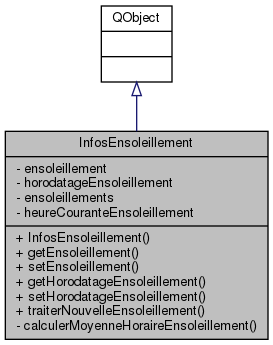 QObject
InfosEnsoleillement
- ensoleillement
- horodatageEnsoleillement
- ensoleillements
- heureCouranteEnsoleillement
+ InfosEnsoleillement()
+ getEnsoleillement()
+ setEnsoleillement()
+ getHorodatageEnsoleillement()
+ setHorodatageEnsoleillement()
+ traiterNouvelleEnsoleillement()
- calculerMoyenneHoraireEnsoleillement()